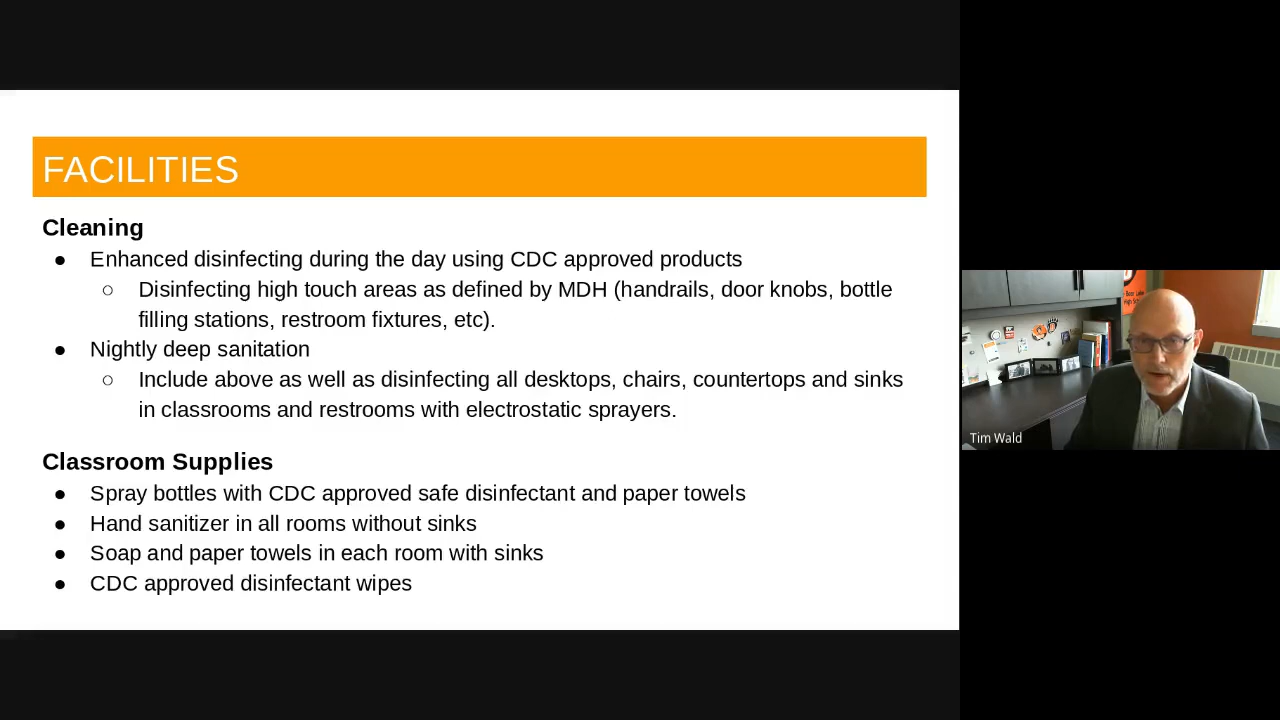 FACILITIES
Cleaning
● Enhanced disinfecting during the day using CDC approved products
○ Disinfecting high touch areas as defined by MDH (handrails, door knobs, bottle
filling stations, restroom fixtures, etc).
● Nightly deep sanitation
○ Include above as well as disinfecting all desktops, chairs, countertops and sinks
in classrooms and restrooms with electrostatic sprayers.
Classroom Supplies
● Spray bottles with CDC approved safe disinfectant and paper towels
● Hand sanitizer in all rooms without sinks
● Soap and paper towels in each room with sinks
● CDC approved disinfectant wipes
Bear Lake
High School
Tim Wald